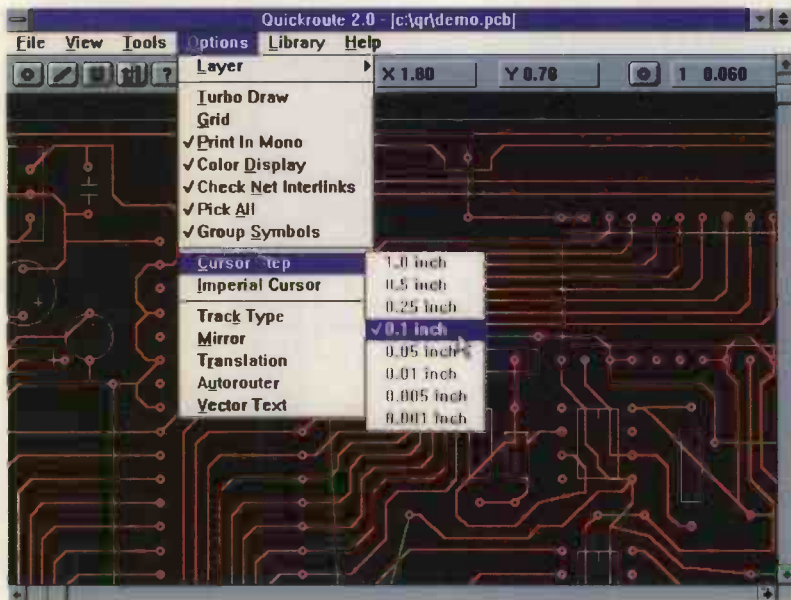 Quickroute 2.0 - [c:\qr\demo.pcb]
File View Tools Options Library Help
? X 1.80 Y 0.76 1 0.060
Layer
Turbo Draw
Grid
✓Print In Mono
✓Color Display
✓Check Net Interlinks
✓Pick All
✓Group Symbols
Cursor Step
Imperial Cursor
Track Type
Mirror
Translation
Autorouter
Vector Text
1.0 inch
0.5 inch
0.25 inch
✓0.1 inch
0.05 inch
0.01 inch
0.005 inch
0.001 inch